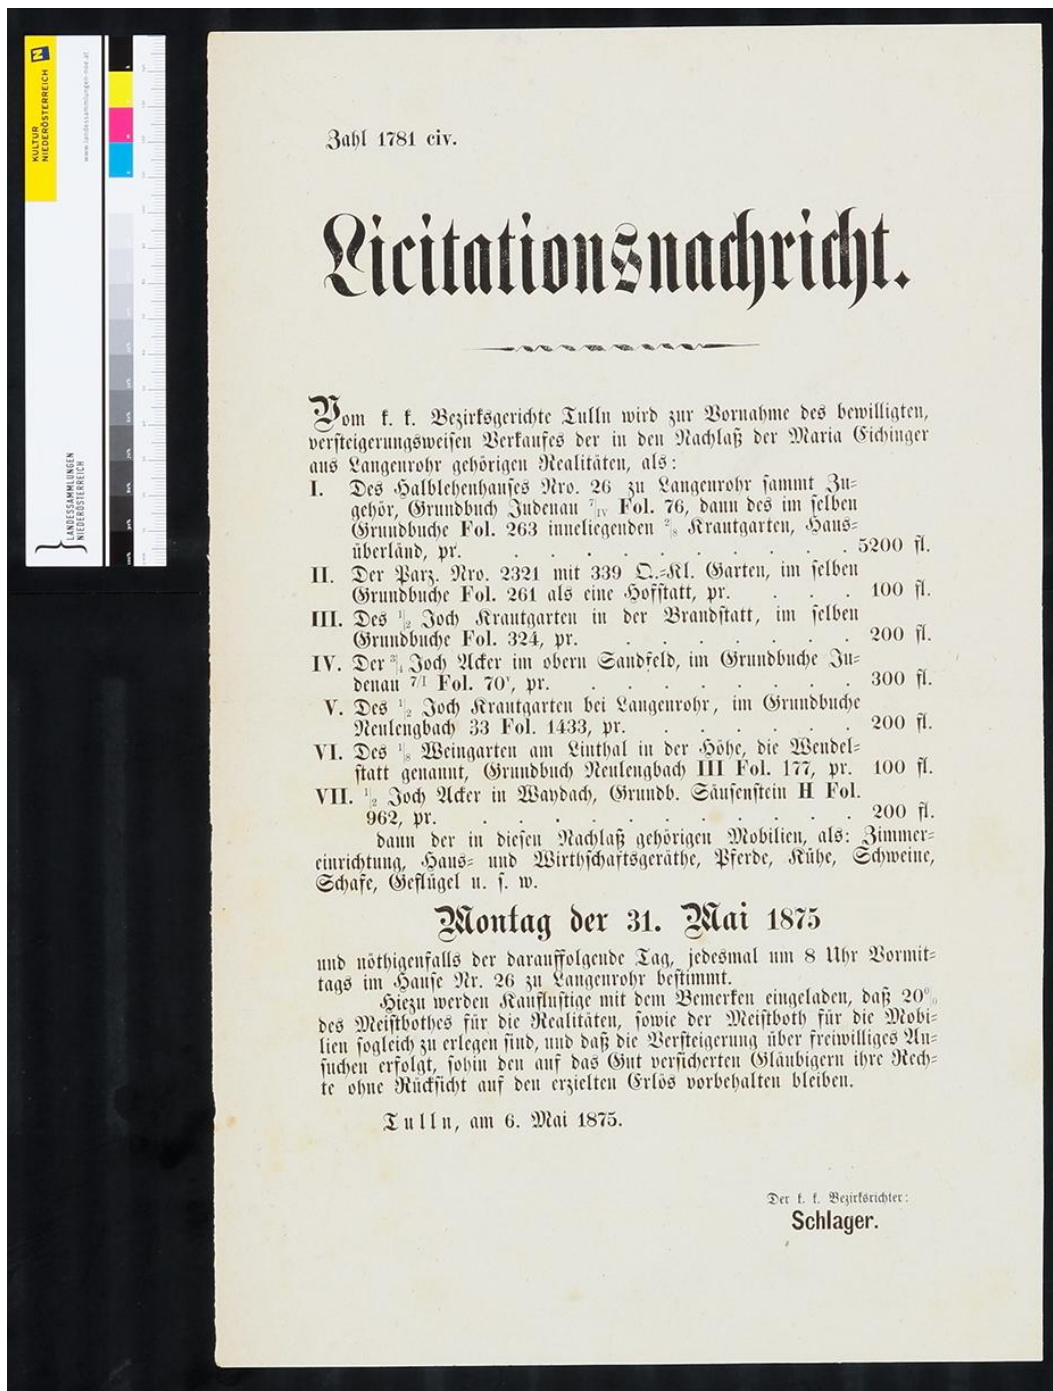 KULTUR
NIEDERÖSTERREICH
www.landessammlungen-noe.at
LANDESSAMMLUNGEN
NIEDERÖSTERREICH
Zahl 1781 civ.
Licitationsnachricht.
Vom k. k. Bezirksgerichte Tulln wird zur Vornahme des bewilligten,
versteigerungsweisen Verkaufes der in den Nachlaß der Maria Eichinger
aus Langenrohr gehörigen Realitäten, als:
I. Des Halblehenhauses Nro. 26 zu Langenrohr sammt Zu-
gehör, Grundbuch Judenau 7/IV Fol. 76, dann des im selben
Grundbuche Fol. 263 inneliegenden 2/8 Krautgarten, Haus-
überländ, pr. . . . . . . . . . . 5200 fl.
II. Der Parz. Nro. 2321 mit 339 Q.-Kl. Garten, im selben
Grundbuche Fol. 261 als eine Hofstatt, pr. . . . 100 fl.
III. Des 1/2 Joch Krautgarten in der Brandstatt, im selben
Grundbuche Fol. 324, pr. . . . . . . . 200 fl.
IV. Der 3/4 Joch Acker im obern Sandfeld, im Grundbuche Ju-
denau 7/I Fol. 70', pr. . . . . . . . . 300 fl.
V. Des 1/2 Joch Krautgarten bei Langenrohr, im Grundbuche
Neulengbach 33 Fol. 1433, pr. . . . . . . 200 fl.
VI. Des 1/8 Weingarten am Linthal in der Höhe, die Wendel-
statt genannt, Grundbuch Neulengbach III Fol. 177, pr. 100 fl.
VII. 1/2 Joch Acker in Waydach, Grundb. Säusenstein H Fol.
962, pr. . . . . . . . . . . . 200 fl.
dann der in diesen Nachlaß gehörigen Mobilien, als: Zimmer-
einrichtung, Haus- und Wirthschaftsgeräthe, Pferde, Kühe, Schweine,
Schafe, Geflügel u. s. w.
Montag der 31. Mai 1875
und nöthigenfalls der darauffolgende Tag, jedesmal um 8 Uhr Vormit-
tags im Hause Nr. 26 zu Langenrohr bestimmt.
Hiezu werden Kauflustige mit dem Bemerken eingeladen, daß 20%
des Meistbothes für die Realitäten, sowie der Meistboth für die Mobi-
lien sogleich zu erlegen sind, und daß die Versteigerung über freiwilliges An-
suchen erfolgt, sohin den auf das Gut versicherten Gläubigern ihre Rech-
te ohne Rücksicht auf den erzielten Erlös vorbehalten bleiben.
Tulln, am 6. Mai 1875.
Der k. k. Bezirksrichter:
Schlager.